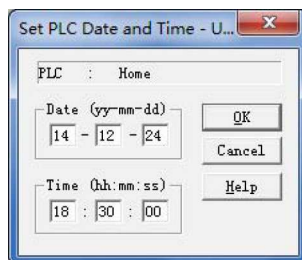 Set PLC Date and Time - U...
PLC : Home
Date (yy-mm-dd)
14 - 12 - 24
OK
Cancel
Time (hh:mm:ss)
18 : 30 : 00
Help